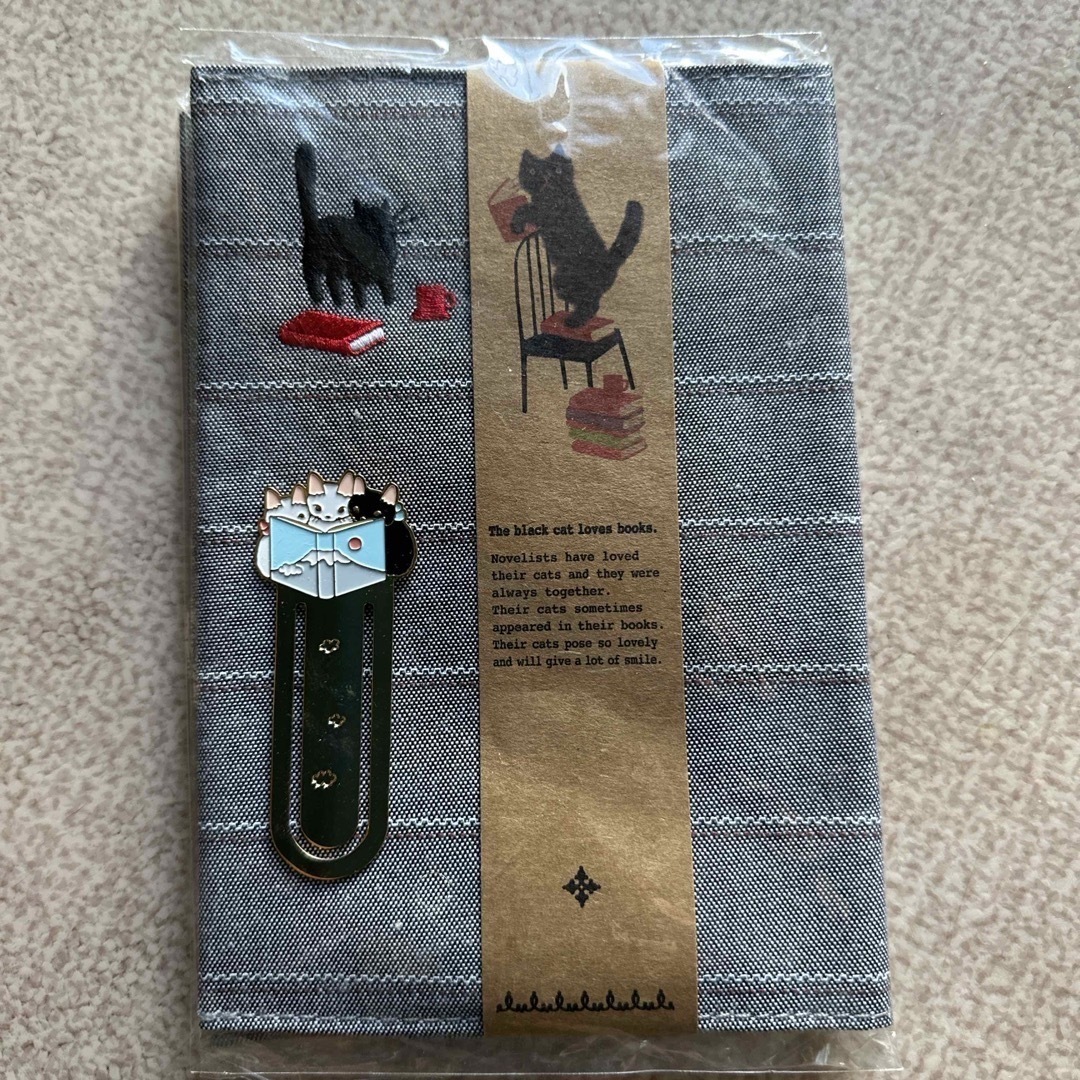 The black cat loves books.
Novelists have loved
their cats and they were
always together.
Their cats sometimes
appeared in their books.
Their cats pose so lovely
and will give a lot of smile.